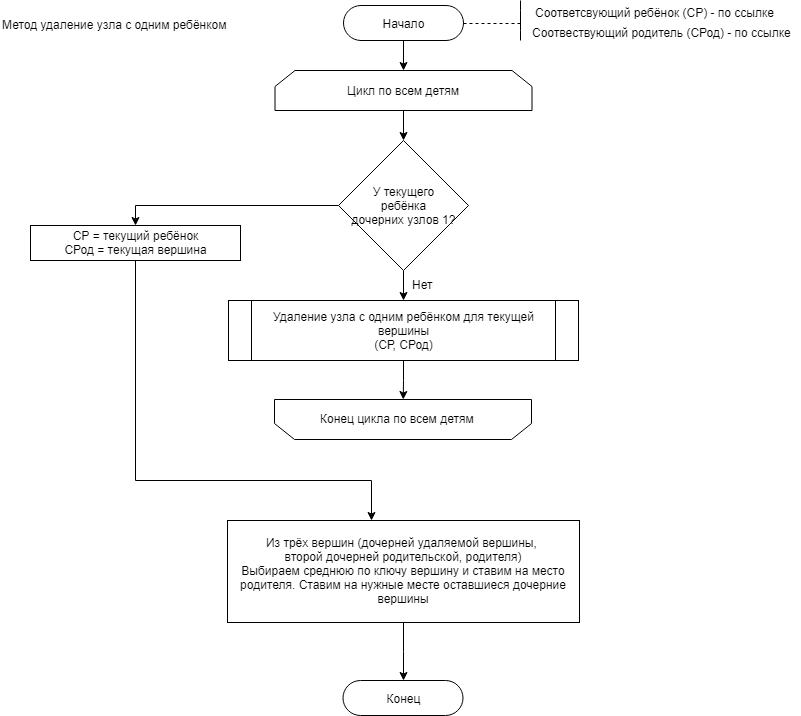 Метод удаление узла с одним ребёнком
Начало
Соответсвующий ребёнок (СР) - по ссылке
Соотвествующий родитель (СРод) - по ссылке
Цикл по всем детям
У текущего
ребёнка
дочерних узлов 1?
СР = текущий ребёнок
СРод = текущая вершина
Нет
Удаление узла с одним ребёнком для текущей
вершины
(СР, СРод)
Конец цикла по всем детям
Из трёх вершин (дочерней удаляемой вершины,
второй дочерней родительской, родителя)
Выбираем среднюю по ключу вершину и ставим на место
родителя. Ставим на нужные месте оставшиеся дочерние
вершины
Конец